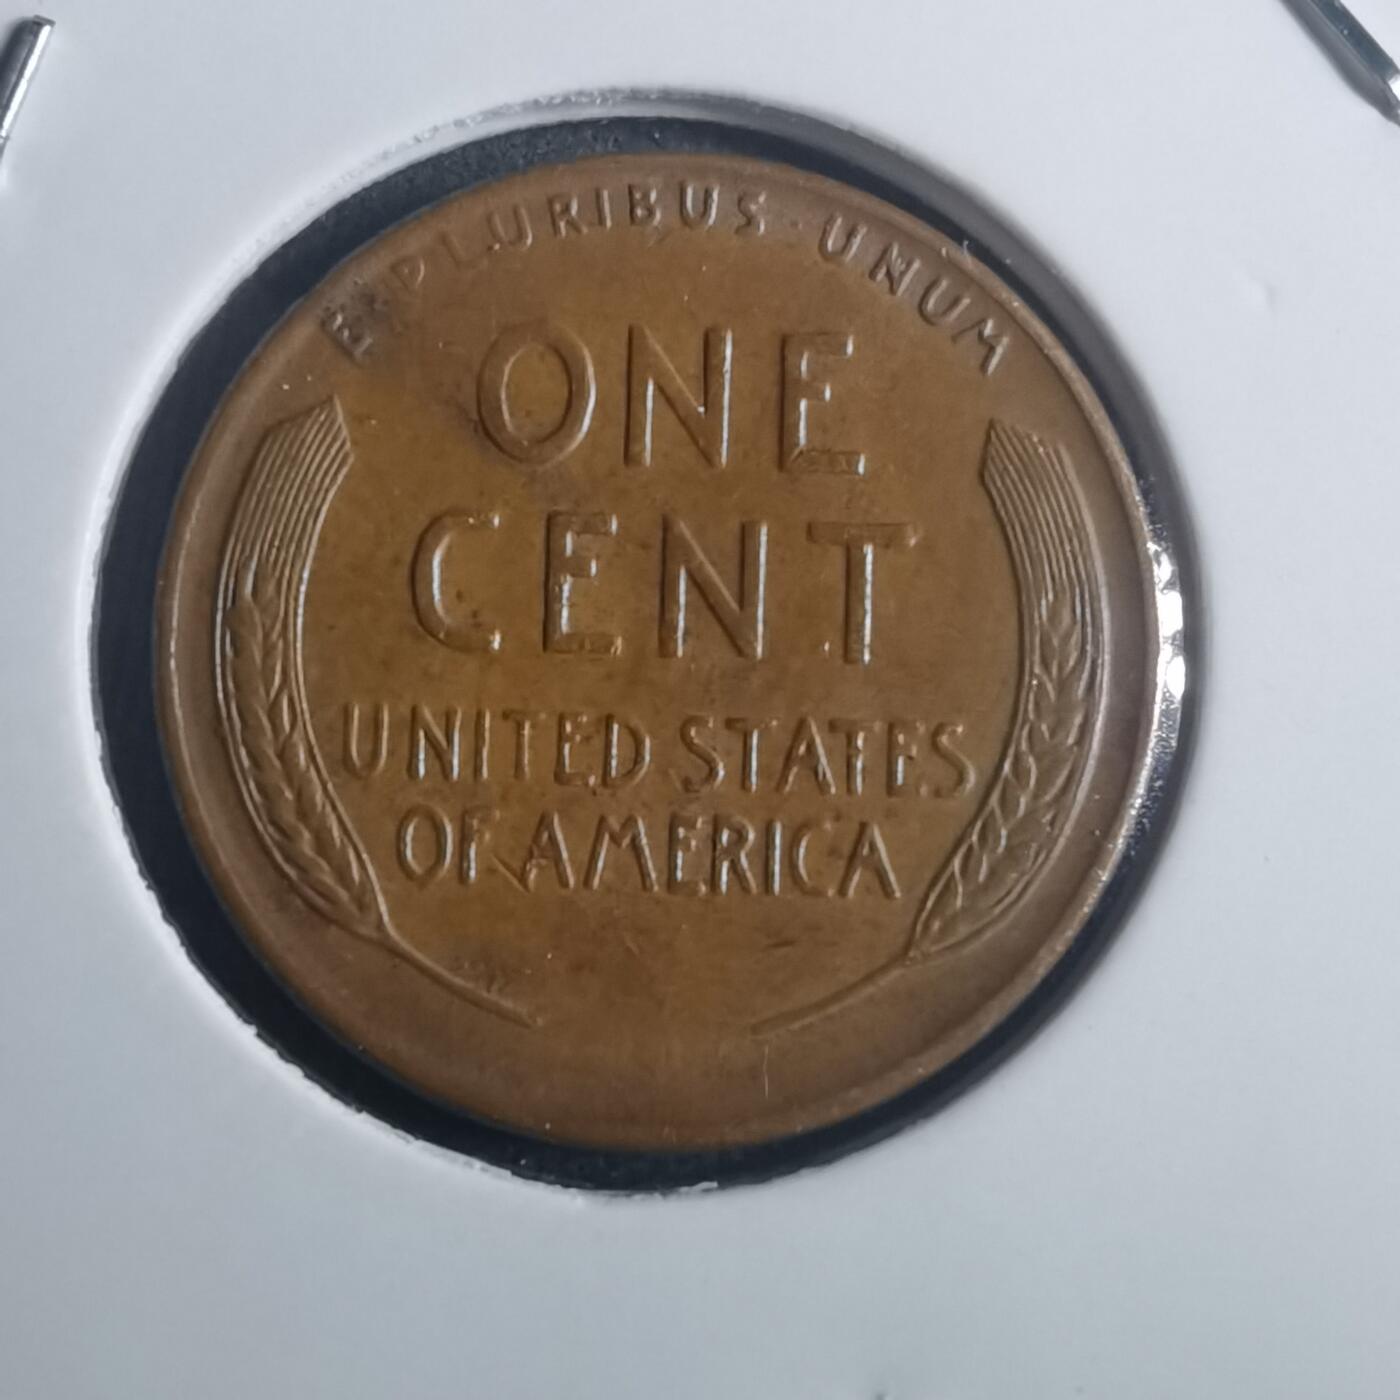 E PLURIBUS · UNUM
ONE
CENT
UNITED STATES
OF AMERICA